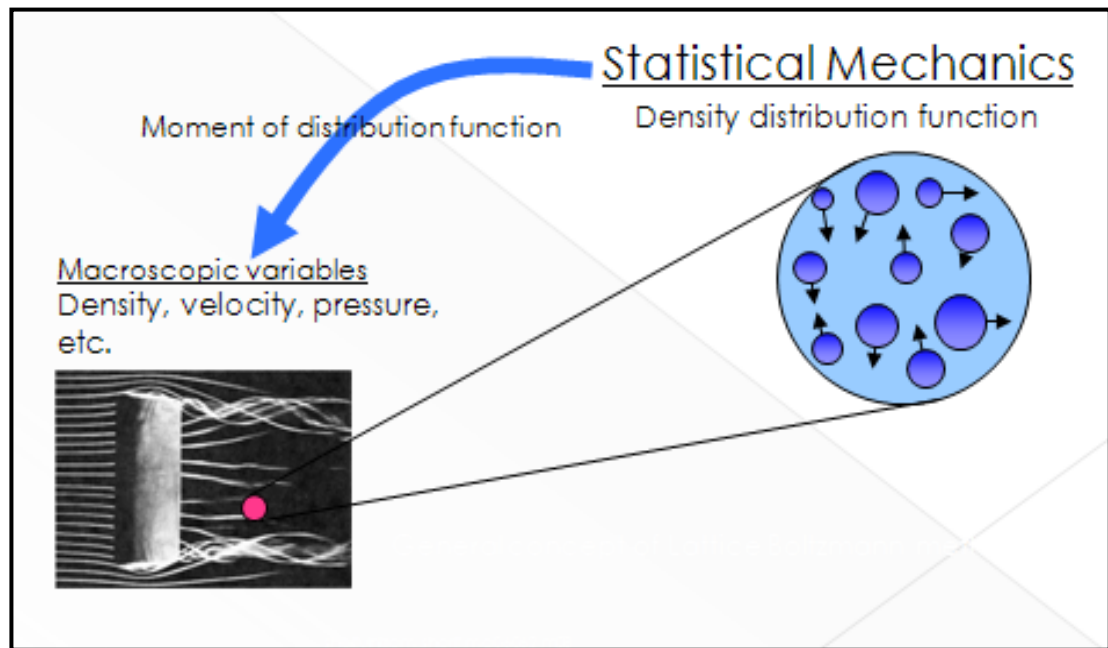 Statistical Mechanics
Density distribution function
Moment of distribution function
Macroscopic variables
Density, velocity, pressure,
etc.